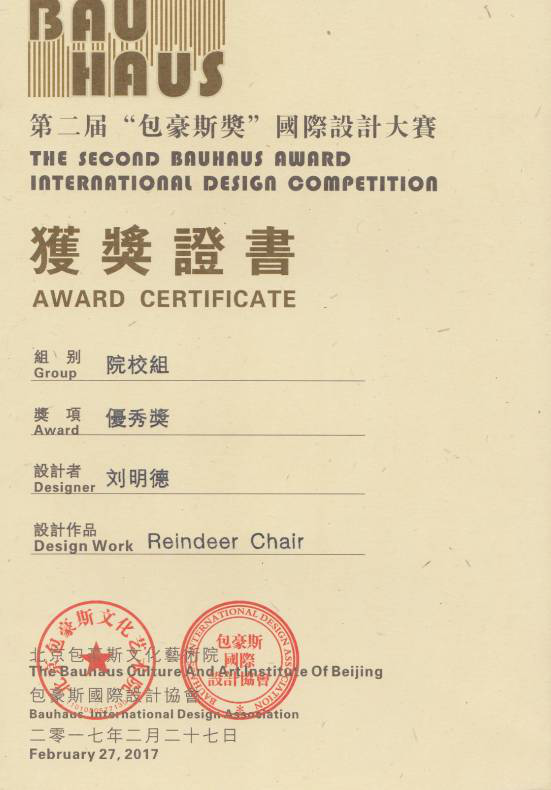 BAU
HAUS
第二届“包豪斯獎”國際設計大賽
THE SECOND BAUHAUS AWARD
INTERNATIONAL DESIGN COMPETITION
獲獎證書
AWARD CERTIFICATE
組别 院校組
Group
獎項 優秀獎
Award
設計者 刘明德
Designer
設計作品
Design Work Reindeer Chair
北京包豪斯文化藝術院
The Bauhaus Culture And Art Institute Of Beijing
包豪斯國際設計協會
Bauhaus International Design Association
二零一七年二月二十七日
February 27, 2017
北京包豪斯文化艺术院
BAUHAUS INTERNATIONAL DESIGN ASSOCIATION
包豪斯
國際
設計協會